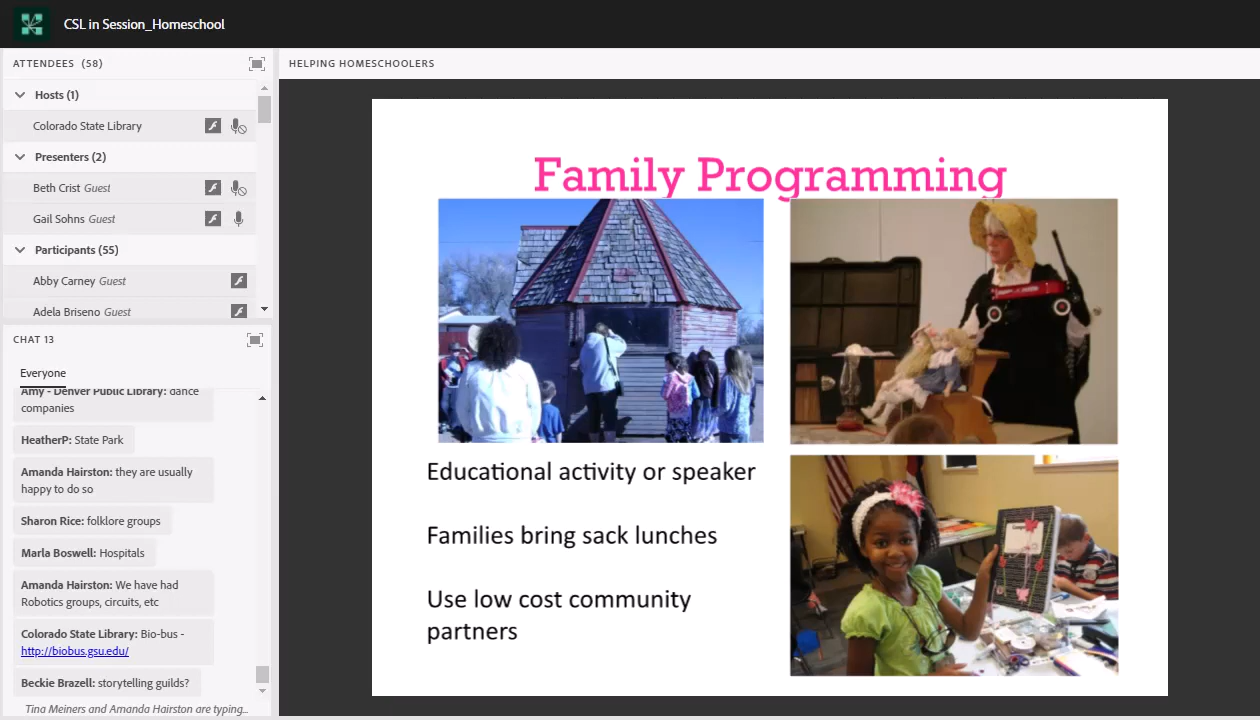 CSL in Session_Homeschool
ATTENDEES (58)
Hosts (1)
Colorado State Library
Presenters (2)
Beth Crist Guest
Gail Sohns Guest
Participants (55)
Abby Carney Guest
Adela Briseno Guest
CHAT 13
Everyone
Amy - Denver Public Library: dance
companies
HeatherP: State Park
Amanda Hairston: they are usually
happy to do so
Sharon Rice: folklore groups
Marla Boswell: Hospitals
Amanda Hairston: We have had
Robotics groups, circuits, etc
Colorado State Library: Bio-bus -
http://biobus.gsu.edu/
Beckie Brazell: storytelling guilds?
Tina Meiners and Amanda Hairston are typing...
HELPING HOMESCHOOLERS
Family Programming
Educational activity or speaker
Families bring sack lunches
Use low cost community
partners